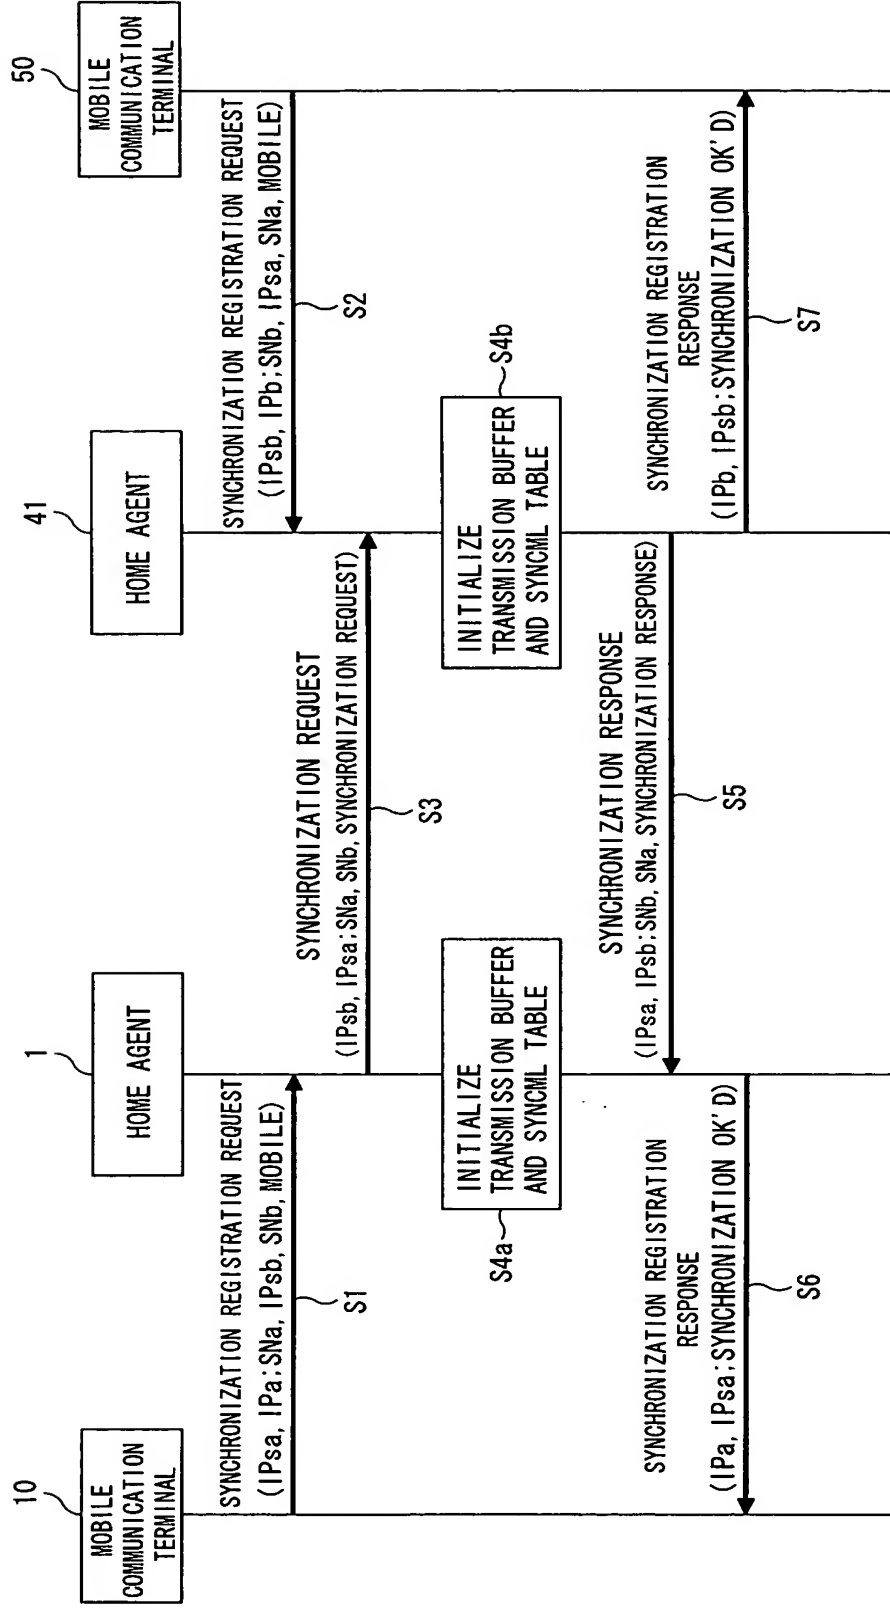 10
MOBILE
COMMUNICATION
TERMINAL
1
HOME AGENT
41
HOME AGENT
50
MOBILE
COMMUNICATION
TERMINAL
SYNCHRONIZATION REGISTRATION REQUEST
(IPsa, IPa;SNa, IPsb, SNb, MOBILE)
S1
SYNCHRONIZATION REGISTRATION REQUEST
(IPsb, IPb;SNb, IPsa, SNa, MOBILE)
S2
SYNCHRONIZATION REQUEST
(IPsb, IPsa;SNa, SNb, SYNCHRONIZATION REQUEST)
S3
INITIALIZE
TRANSMISSION BUFFER
AND SYNCML TABLE
S4a
INITIALIZE
TRANSMISSION BUFFER
AND SYNCML TABLE
S4b
SYNCHRONIZATION RESPONSE
(IPsa, IPsb;SNb, SNa, SYNCHRONIZATION RESPONSE)
S5
SYNCHRONIZATION REGISTRATION
RESPONSE
(IPa, IPsa;SYNCHRONIZATION OK'D)
S6
SYNCHRONIZATION REGISTRATION
RESPONSE
(IPb, IPsb;SYNCHRONIZATION OK'D)
S7